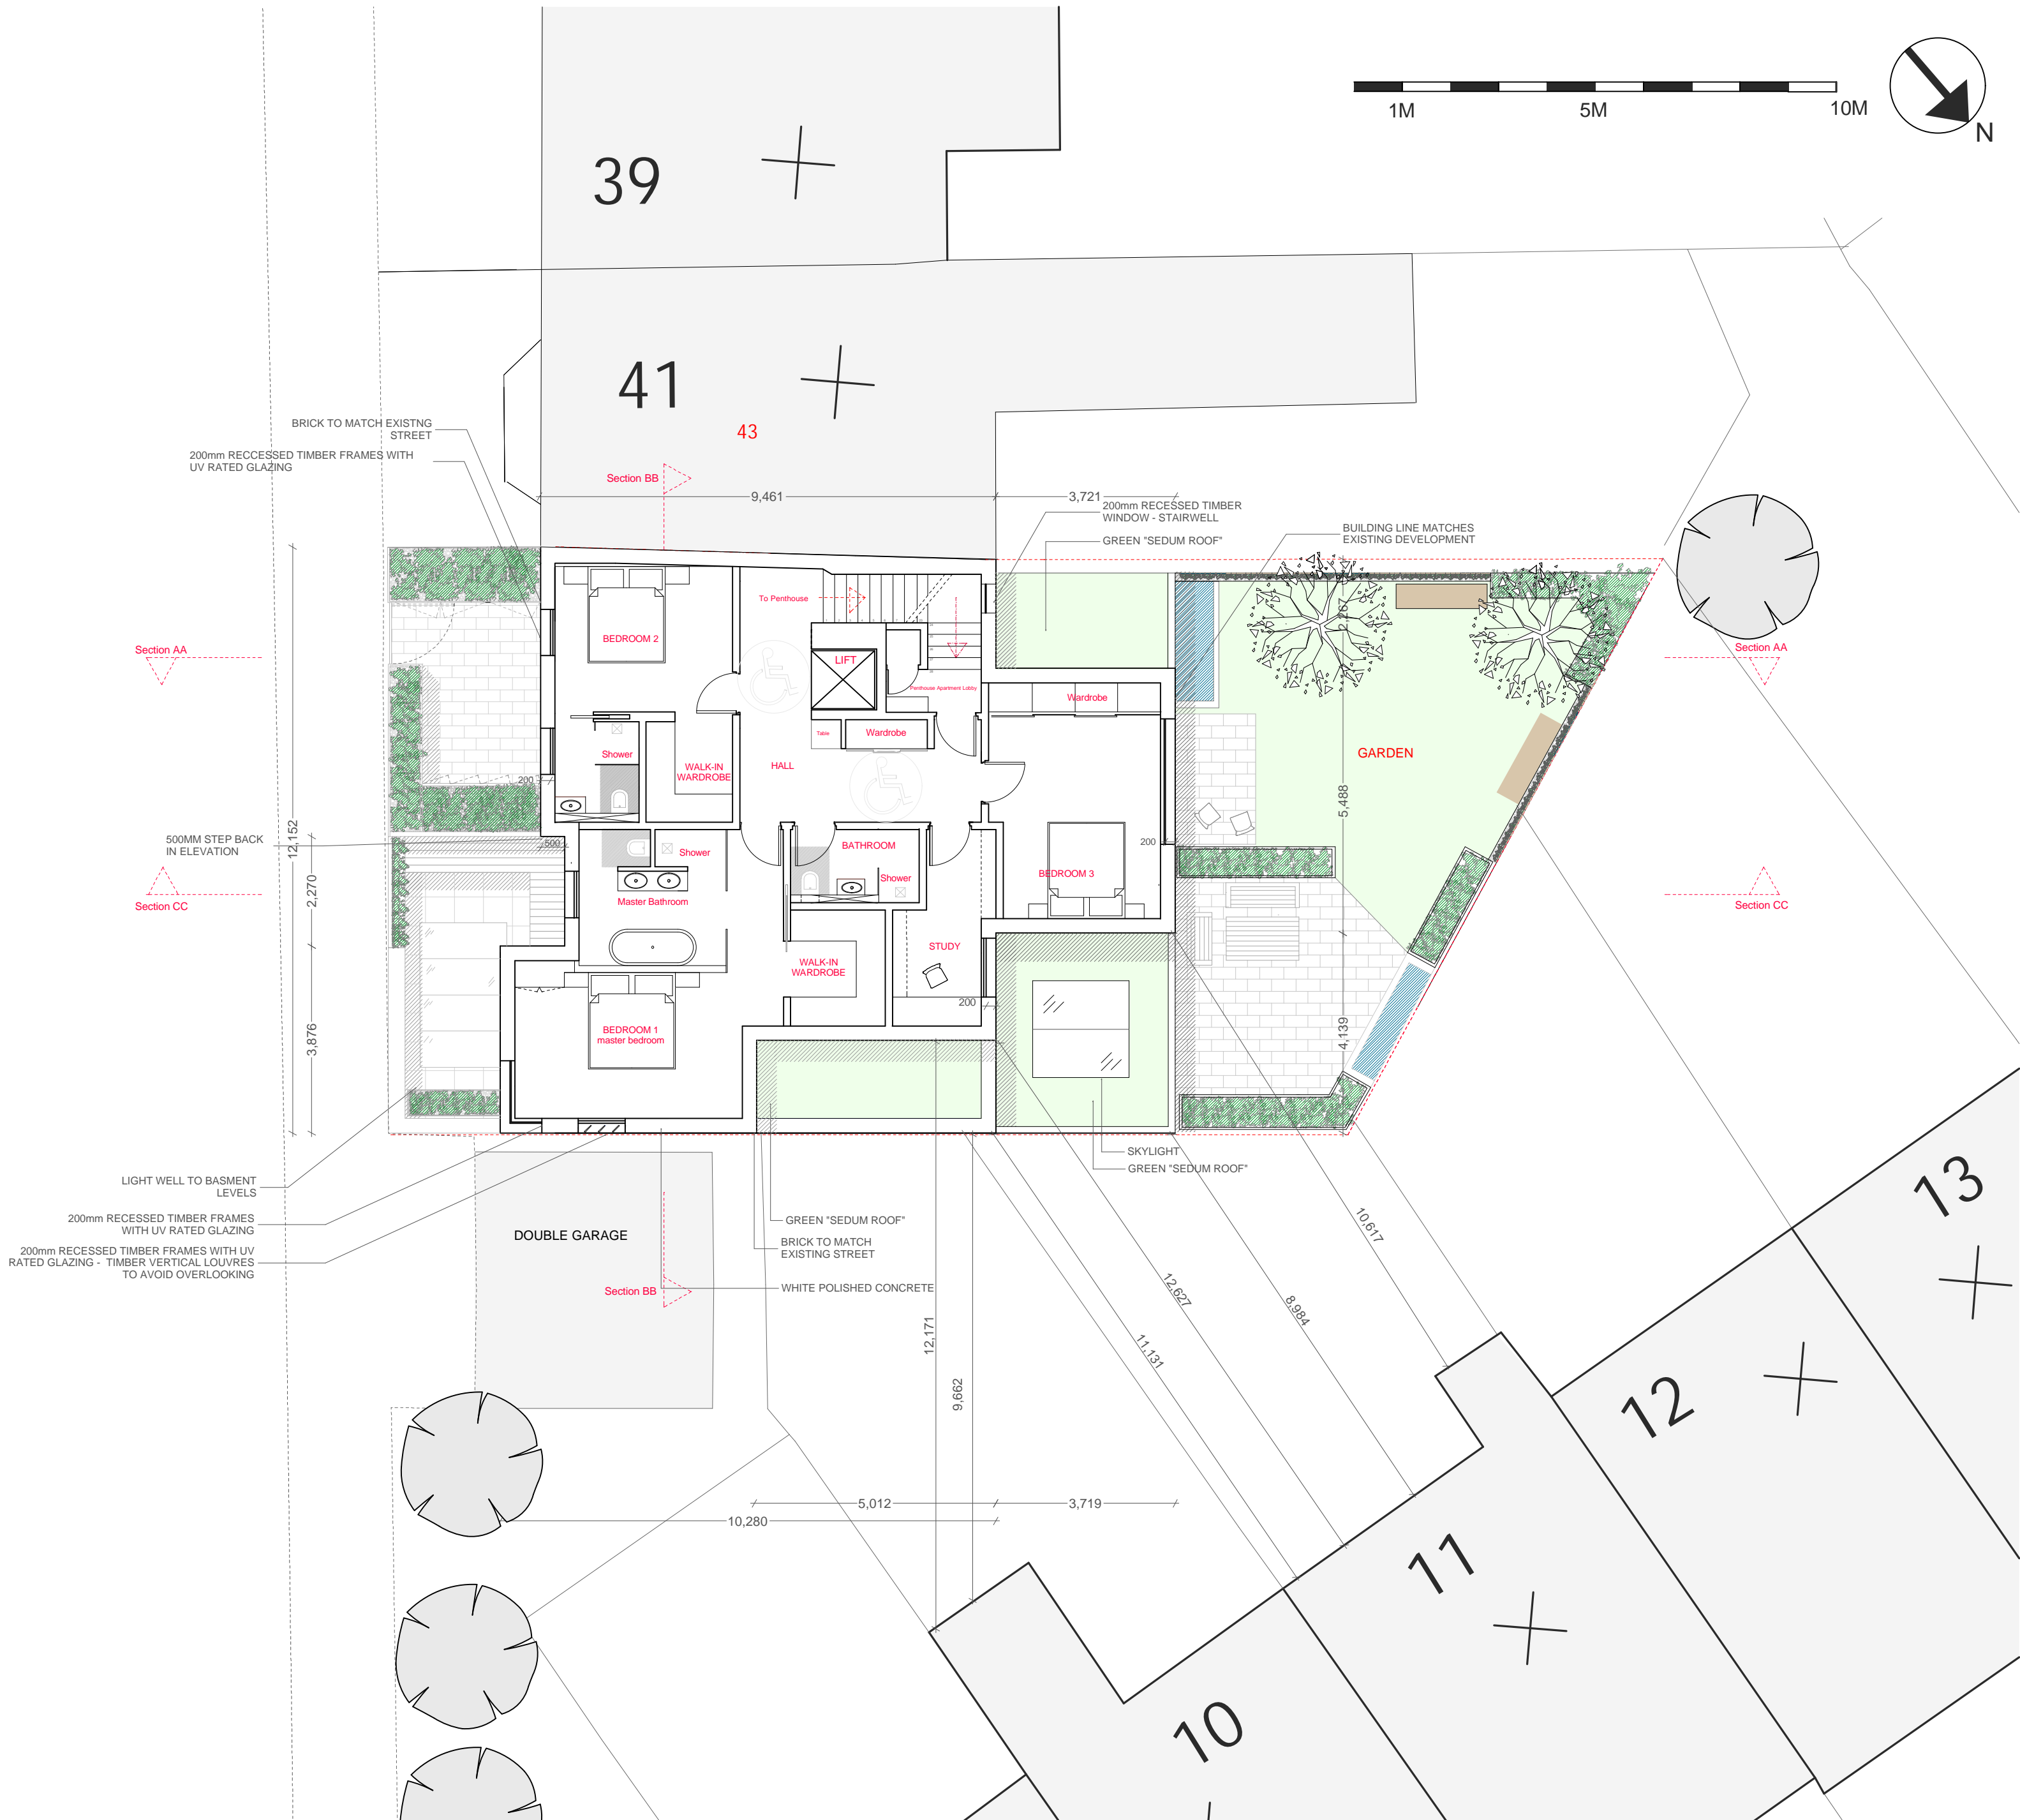 1M
5M
10M
N
39
41
43
BRICK TO MATCH EXISTNG
STREET
200mm RECCESSED TIMBER FRAMES WITH
UV RATED GLAZING
Section BB
9,461
3,721
200mm RECESSED TIMBER
WINDOW - STAIRWELL
GREEN "SEDUM ROOF"
BUILDING LINE MATCHES
EXISTING DEVELOPMENT
To Penthouse
2,767
BEDROOM 2
Section AA
Section AA
LIFT
Penthouse Apartment Lobby
Wardrobe
Table
Wardrobe
Shower
WALK-IN
WARDROBE
HALL
GARDEN
200
5,488
12,152
500MM STEP BACK
IN ELEVATION
500
200
BATHROOM
Shower
Shower
BEDROOM 3
2,270
Master Bathroom
Section CC
Section CC
STUDY
WALK-IN
WARDROBE
200
3,876
BEDROOM 1
master bedroom
4,139
SKYLIGHT
GREEN "SEDUM ROOF"
LIGHT WELL TO BASMENT
LEVELS
200mm RECESSED TIMBER FRAMES
WITH UV RATED GLAZING
200mm RECESSED TIMBER FRAMES WITH UV
RATED GLAZING - TIMBER VERTICAL LOUVRES
TO AVOID OVERLOOKING
DOUBLE GARAGE
GREEN "SEDUM ROOF"
BRICK TO MATCH
EXISTING STREET
WHITE POLISHED CONCRETE
Section BB
10,617
12,627
8,984
11,131
12,171
9,662
5,012
3,719
10,280
13
12
11
10